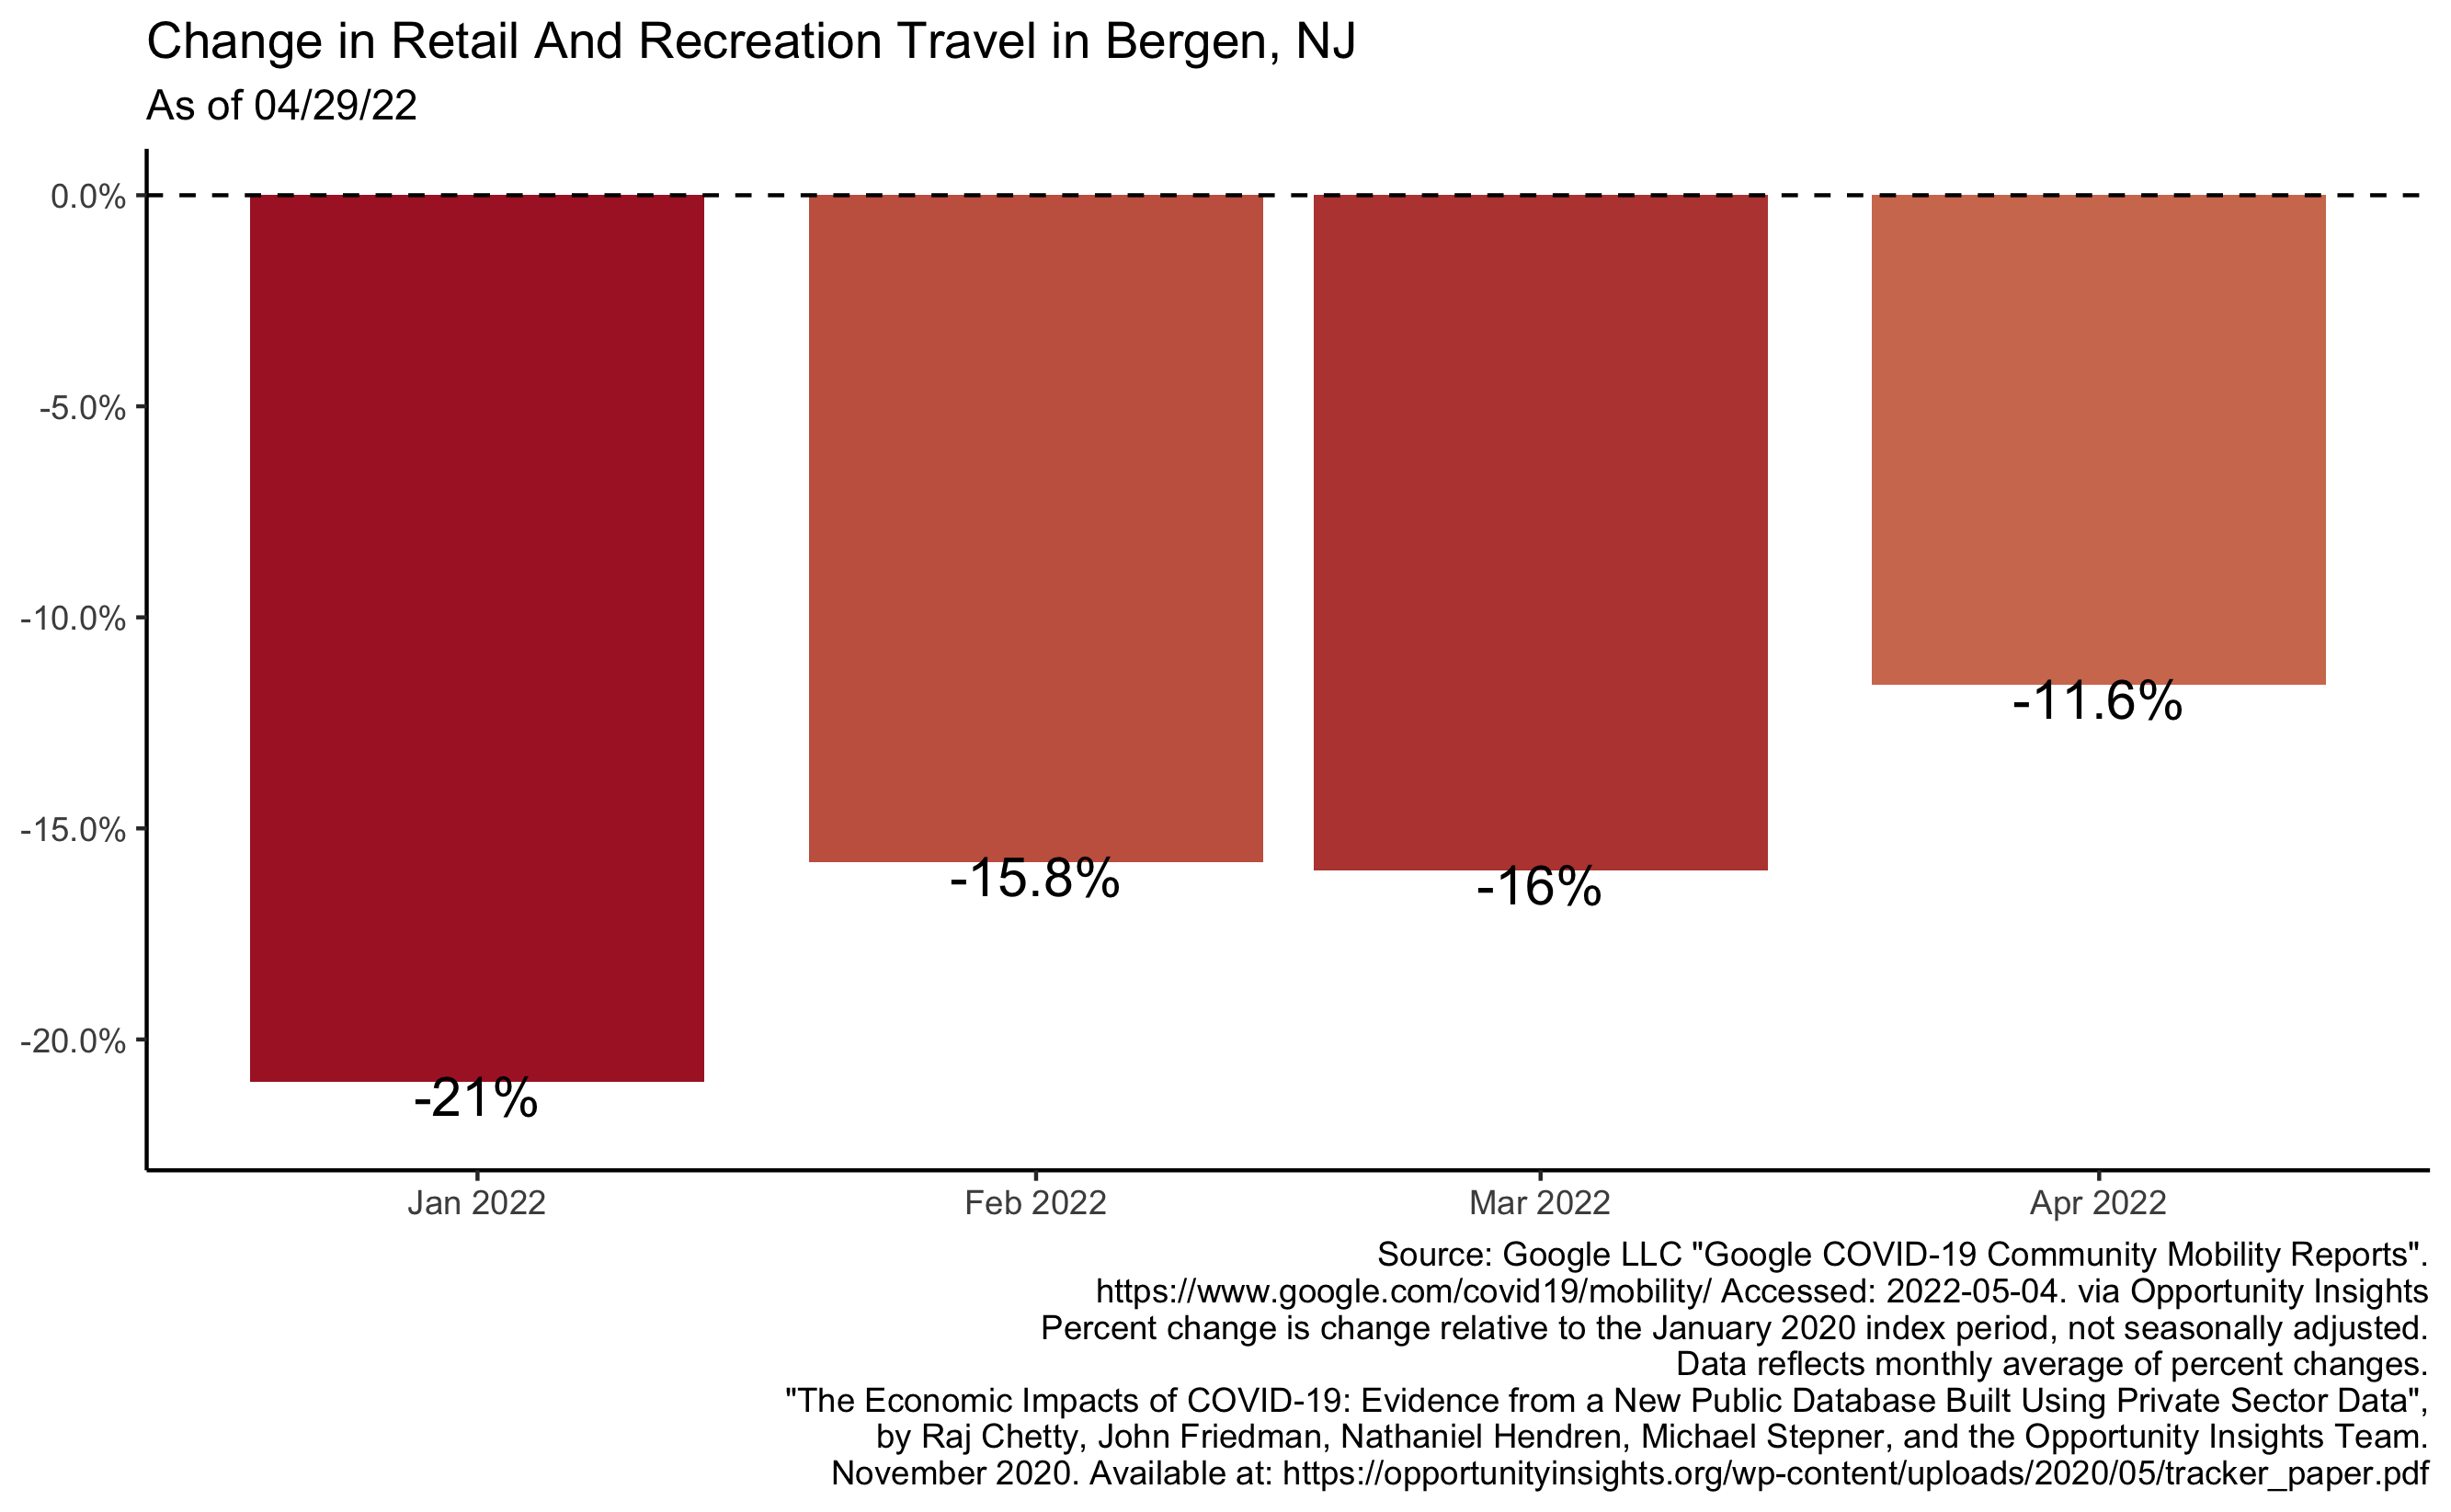 Change in Retail And Recreation Travel in Bergen, NJ
As of 04/29/22
0.0%
-5.0%
-10.0%
-15.0%
-20.0%
-21%
-15.8%
-16%
-11.6%
Jan 2022
Feb 2022
Mar 2022
Apr 2022
Source: Google LLC "Google COVID-19 Community Mobility Reports".
https://www.google.com/covid19/mobility/ Accessed: 2022-05-04. via Opportunity Insights
Percent change is change relative to the January 2020 index period, not seasonally adjusted.
Data reflects monthly average of percent changes.
"The Economic Impacts of COVID-19: Evidence from a New Public Database Built Using Private Sector Data",
by Raj Chetty, John Friedman, Nathaniel Hendren, Michael Stepner, and the Opportunity Insights Team.
November 2020. Available at: https://opportunityinsights.org/wp-content/uploads/2020/05/tracker_paper.pdf